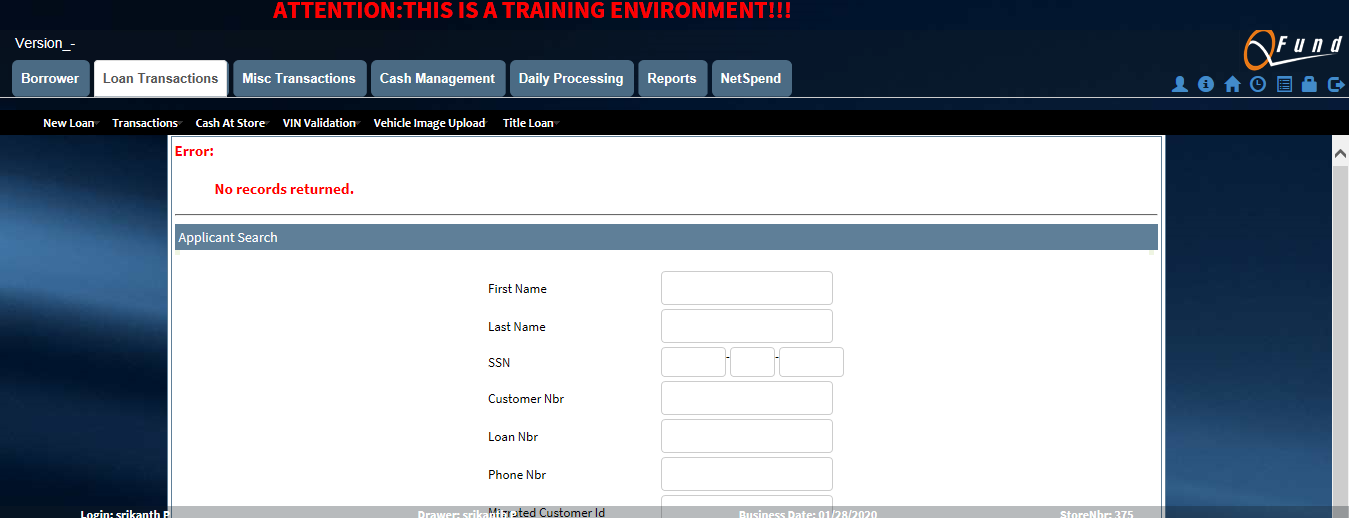 ATTENTION:THIS IS A TRAINING ENVIRONMENT!!!
Version_-
QFund
Borrower Loan Transactions Misc Transactions Cash Management Daily Processing Reports NetSpend
New Loan Transactions Cash At Store VIN Validation Vehicle Image Upload Title Loan
Error:
No records returned.
Applicant Search
First Name
Last Name
SSN - -
Customer Nbr
Loan Nbr
Phone Nbr
Migrated Customer Id
Login: srikanth P Drawer: srikanth P Business Date: 01/28/2020 StoreNbr: 375